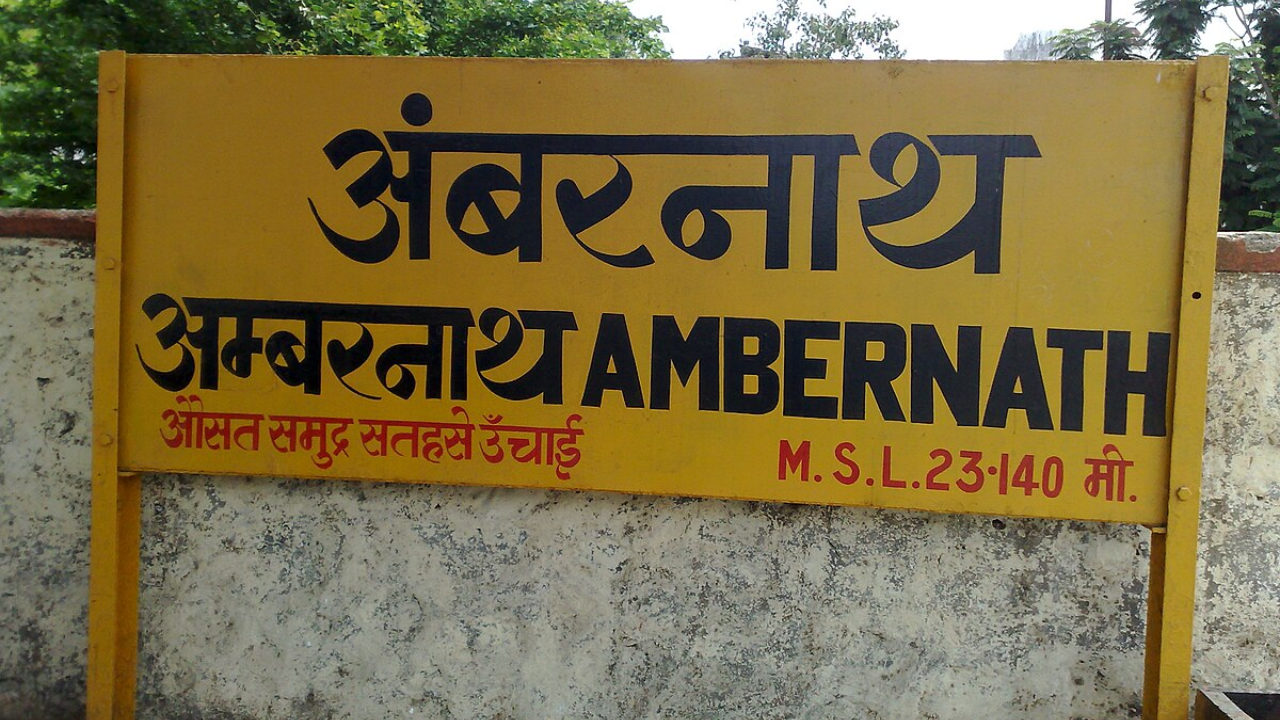 अंबरनाथ
अम्बरनाथ AMBERNATH
औसत समुद्र सतहसे उँचाई M.S.L.23·140 मी.